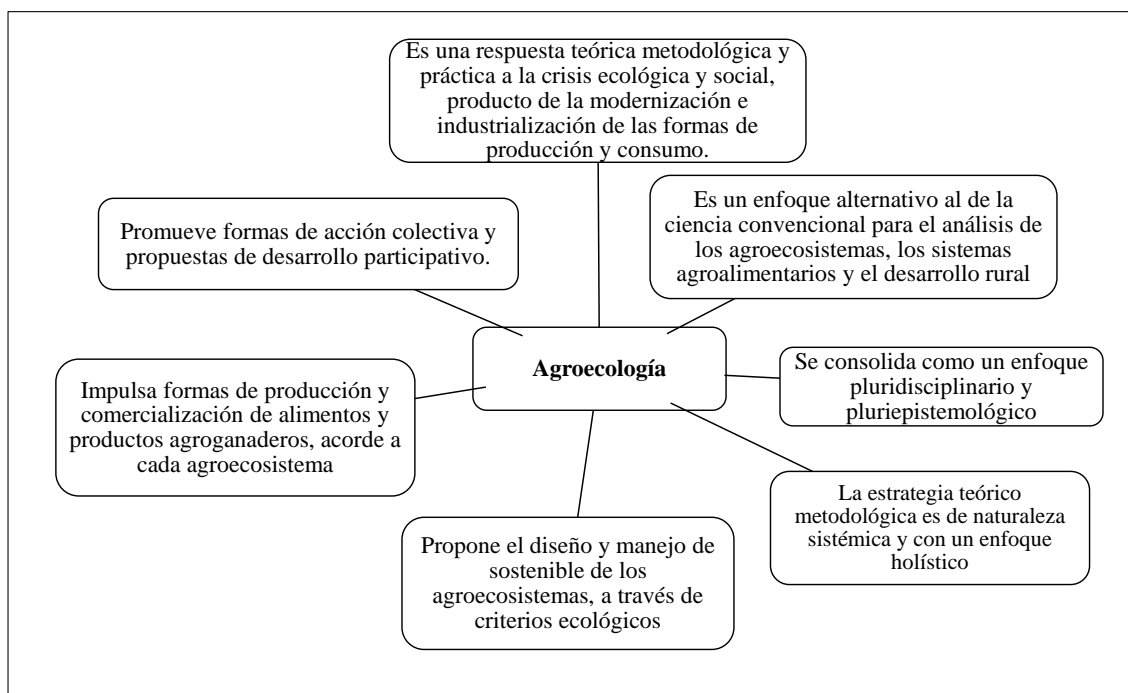 Es una respuesta teórica metodológica y
práctica a la crisis ecológica y social,
producto de la modernización e
industrialización de las formas de
producción y consumo.
Es un enfoque alternativo al de la
ciencia convencional para el análisis de
los agroecosistemas, los sistemas
agroalimentarios y el desarrollo rural
Promueve formas de acción colectiva y
propuestas de desarrollo participativo.
Agroecología
Se consolida como un enfoque
pluridisciplinario y
pluriepistemológico
Impulsa formas de producción y
comercialización de alimentos y
productos agroganaderos, acorde a
cada agroecosistema
La estrategia teórico
metodológica es de naturaleza
sistémica y con un enfoque
holístico
Propone el diseño y manejo de
sostenible de los
agroecosistemas, a través de
criterios ecológicos